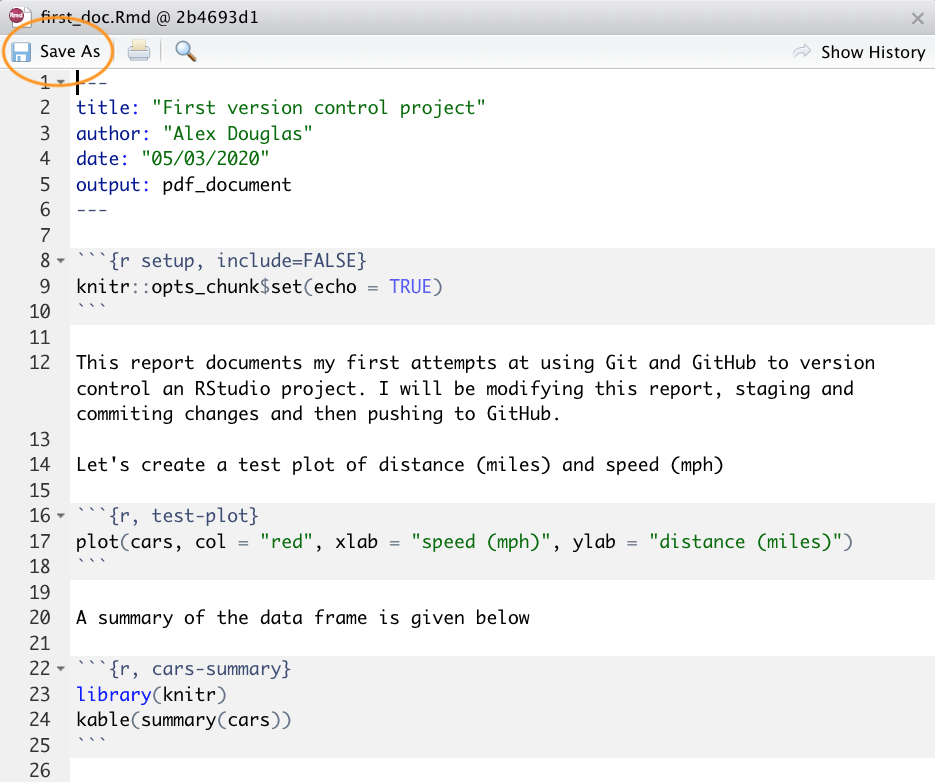 Rmd first_doc.Rmd @ 2b4693d1
Save As Show History
1 ---
2 title: "First version control project"
3 author: "Alex Douglas"
4 date: "05/03/2020"
5 output: pdf_document
6 ---
7
8 ```{r setup, include=FALSE}
9 knitr::opts_chunk$set(echo = TRUE)
10 ```
11
12 This report documents my first attempts at using Git and GitHub to version
control an RStudio project. I will be modifying this report, staging and
commiting changes and then pushing to GitHub.
13
14 Let's create a test plot of distance (miles) and speed (mph)
15
16 ```{r, test-plot}
17 plot(cars, col = "red", xlab = "speed (mph)", ylab = "distance (miles)")
18 ```
19
20 A summary of the data frame is given below
21
22 ```{r, cars-summary}
23 library(knitr)
24 kable(summary(cars))
25 ```
26